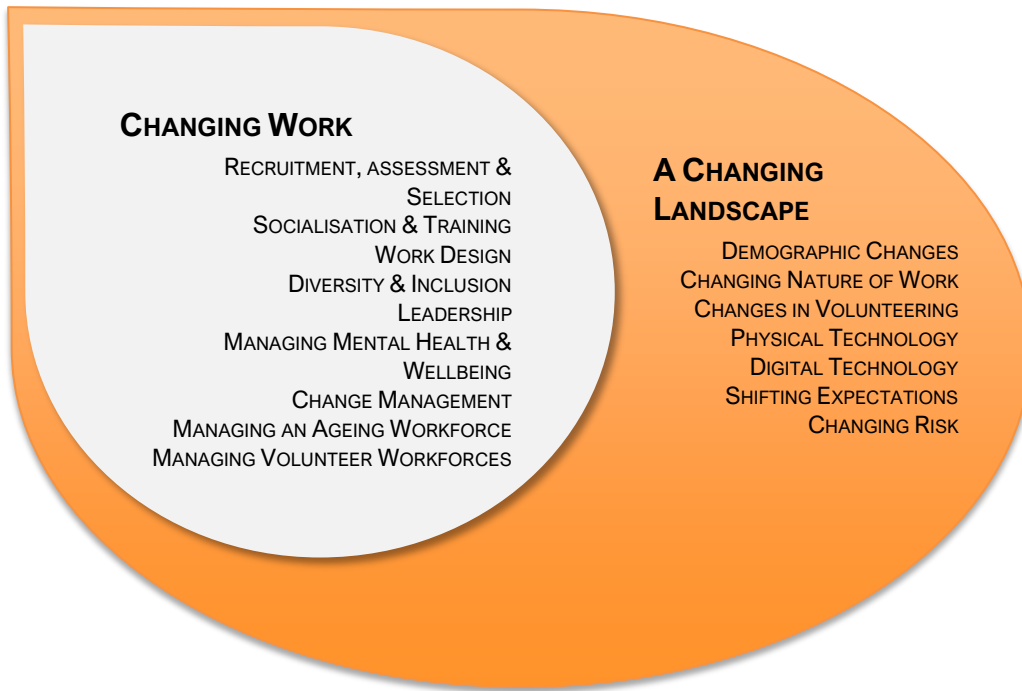 CHANGING WORK
RECRUITMENT, ASSESSMENT &
SELECTION
SOCIALISATION & TRAINING
WORK DESIGN
DIVERSITY & INCLUSION
LEADERSHIP
MANAGING MENTAL HEALTH &
WELLBEING
CHANGE MANAGEMENT
MANAGING AN AGEING WORKFORCE
MANAGING VOLUNTEER WORKFORCES
A CHANGING
LANDSCAPE
DEMOGRAPHIC CHANGES
CHANGING NATURE OF WORK
CHANGES IN VOLUNTEERING
PHYSICAL TECHNOLOGY
DIGITAL TECHNOLOGY
SHIFTING EXPECTATIONS
CHANGING RISK